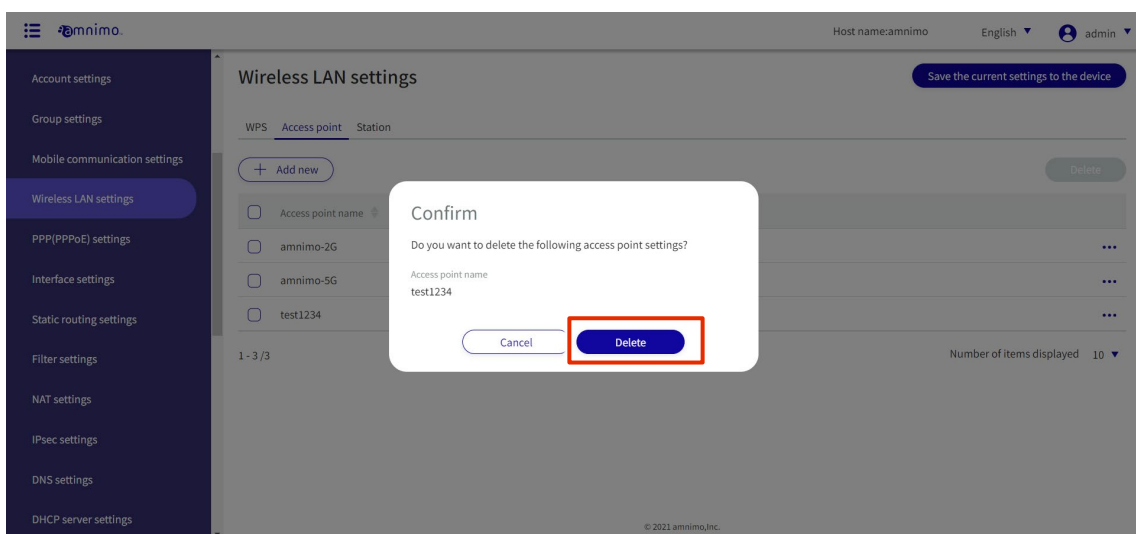 amnimo.
Host name:amnimo English admin
Account settings
Group settings
Mobile communication settings
Wireless LAN settings
PPP(PPPoE) settings
Interface settings
Static routing settings
Filter settings
NAT settings
IPsec settings
DNS settings
DHCP server settings
Wireless LAN settings
Save the current settings to the device
WPS Access point Station
+ Add new
Delete
Access point name
amnimo-2G
amnimo-5G
test1234
1 - 3 /3
Number of items displayed 10
Confirm
Do you want to delete the following access point settings?
Access point name
test1234
Cancel Delete
© 2021 amnimo,Inc.